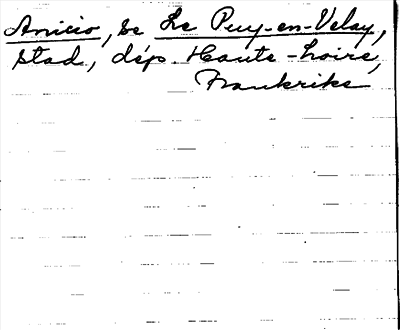 Anicio, se Le Puy-en-Velay,
stad, dép. Haute-Loire,
Frankrike